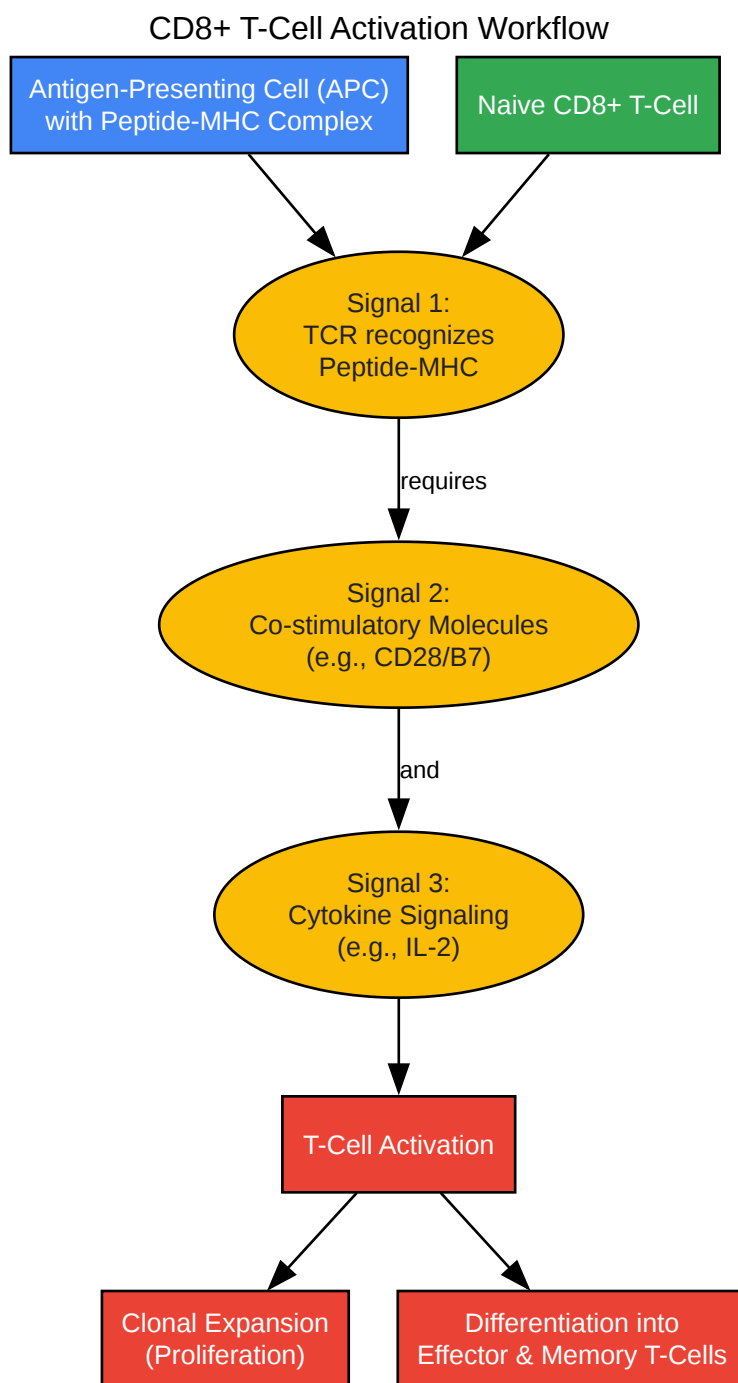 CD8+ T-Cell Activation Workflow
Antigen-Presenting Cell (APC)
with Peptide-MHC Complex
Naive CD8+ T-Cell
Signal 1:
TCR recognizes
Peptide-MHC
requires
Signal 2:
Co-stimulatory Molecules
(e.g., CD28/B7)
and
Signal 3:
Cytokine Signaling
(e.g., IL-2)
T-Cell Activation
Clonal Expansion
(Proliferation)
Differentiation into
Effector & Memory T-Cells